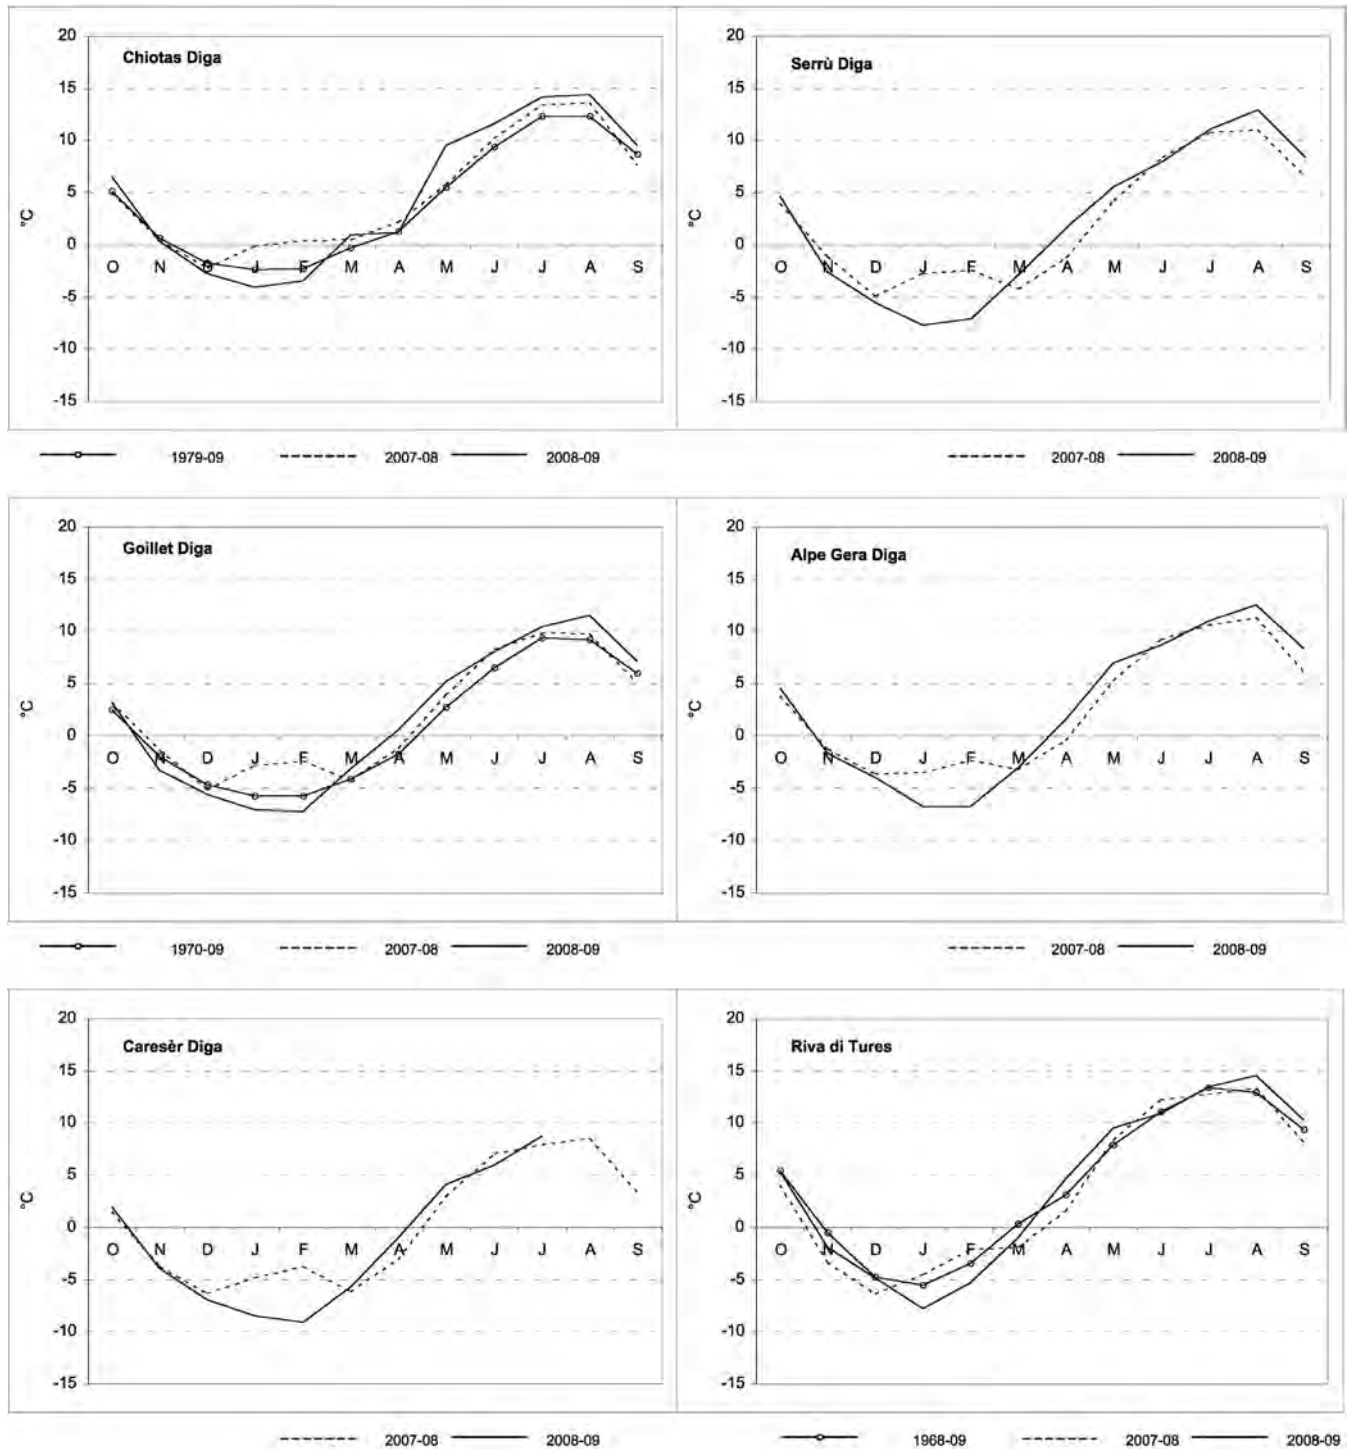 20
15
10
5
0
-5
-10
-15
°C
Chiotas Diga
O N D J F M A M J J A S
1979-09 2007-08 2008-09
20
15
10
5
0
-5
-10
-15
°C
Serrù Diga
O N D J F M A M J J A S
2007-08 2008-09
20
15
10
5
0
-5
-10
-15
°C
Goillet Diga
O N D J F M A M J J A S
1970-09 2007-08 2008-09
20
15
10
5
0
-5
-10
-15
°C
Alpe Gera Diga
O N D J F M A M J J A S
2007-08 2008-09
20
15
10
5
0
-5
-10
-15
°C
Caresèr Diga
O N D J F M A M J J A S
2007-08 2008-09
20
15
10
5
0
-5
-10
-15
°C
Riva di Tures
O N D J F M A M J J A S
1968-09 2007-08 2008-09